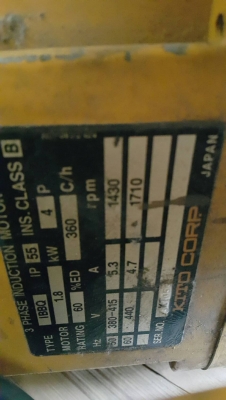 3 PHASE INDUCTION MOTOR
IP 55 INS.CLASS B
TYPE IBBQ 4 P
MOTOR 1.8 kW 360 C/h
RATING 60 %ED
Hz V A rpm
50 380-415 5.3 1430
60 440 4.7 1710
SER NO.
KITO CORP.
JAPAN